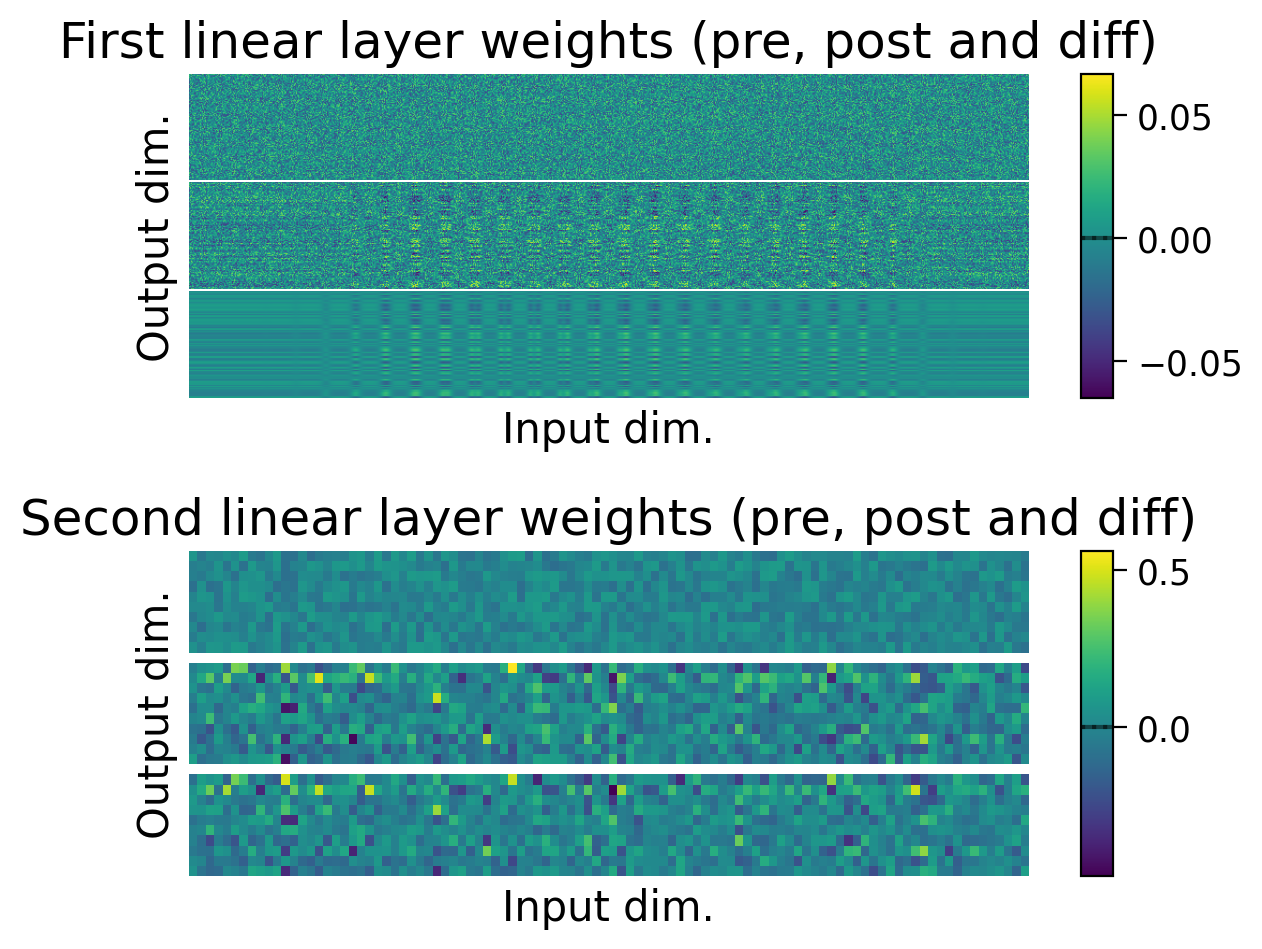 First linear layer weights (pre, post and diff)
Output dim.
Input dim.
0.05
0.00
−0.05
Second linear layer weights (pre, post and diff)
Output dim.
Input dim.
0.5
0.0